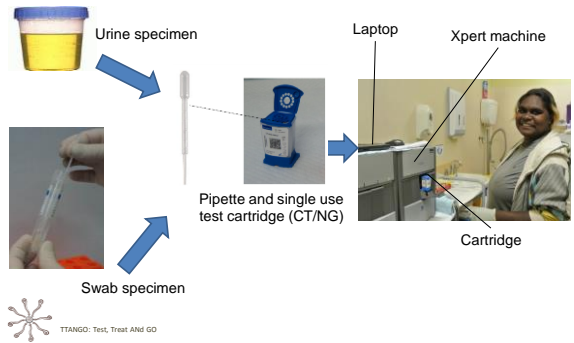 Urine specimen
Laptop
Xpert machine
Pipette and single use
test cartridge (CT/NG)
Cartridge
Swab specimen
TTANGO: Test, Treat ANd GO